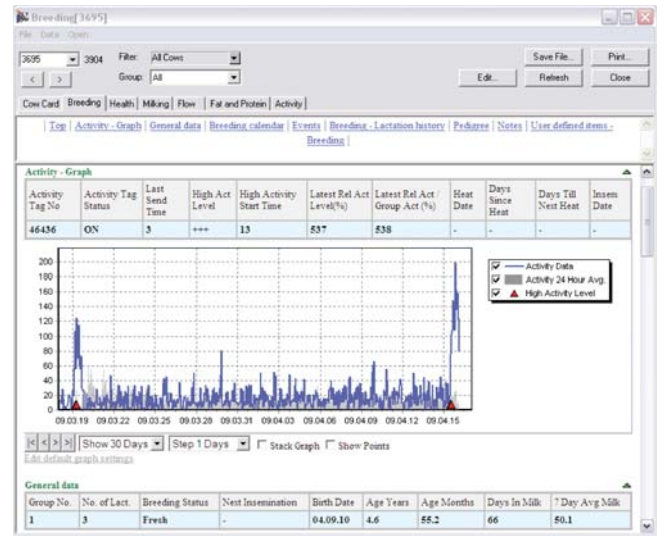 Breeding[3695]
File Data Open
3695 3904 Filter: All Cows Save File... Print...
< > Group: All Edit... Refresh Close
Cow Card Breeding Health Milking Flow Fat and Protein Activity
| Top | Activity - Graph | General data | Breeding calendar | Events | Breeding - Lactation history | Pedigree | Notes | User defined items -
Breeding |
Activity - Graph
Activity Tag No Activity Tag Status Last Send Time High Act Level High Activity Start Time Latest Rel Act Level(%) Latest Rel Act / Group Act (%) Heat Date Days Since Heat Days Till Next Heat Insem Date
46436 ON 3 +++ 13 537 538 - - - -
200
180
160
140
120
100
80
60
40
20
0
Activity Data
Activity 24 Hour Avg.
High Activity Level
09.03.19 09.03.22 09.03.25 09.03.28 09.03.31 09.04.03 09.04.06 09.04.09 09.04.12 09.04.15
|< < > >| Show 30 Days Step 1 Days Stack Graph Show Points
Edit default graph settings
General data
Group No. No. of Lact. Breeding Status Next Insemination Birth Date Age Years Age Months Days In Milk 7 Day Avg Milk
1 3 Fresh - 04.09.10 4.6 55.2 66 50.1